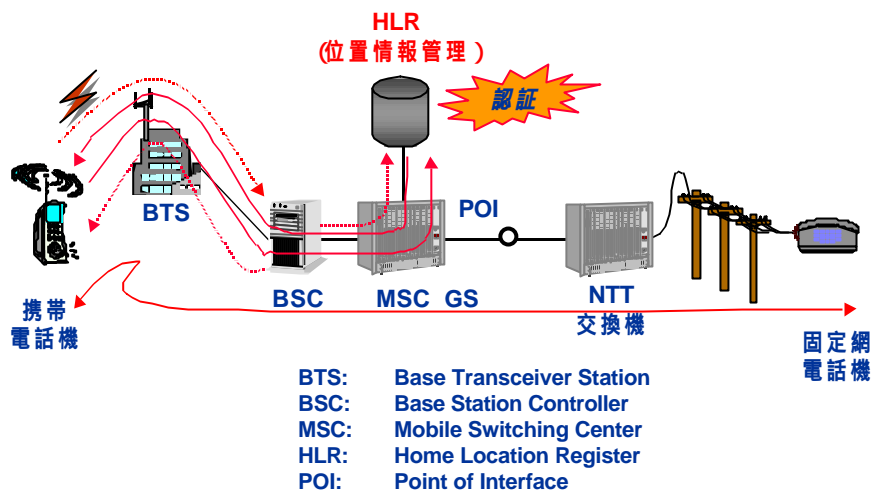 HLR
(位置情報管理)
認証
BTS
POI
BSC
MSC GS
NTT
交換機
携帯
電話機
固定網
電話機
BTS: Base Transceiver Station
BSC: Base Station Controller
MSC: Mobile Switching Center
HLR: Home Location Register
POI: Point of Interface